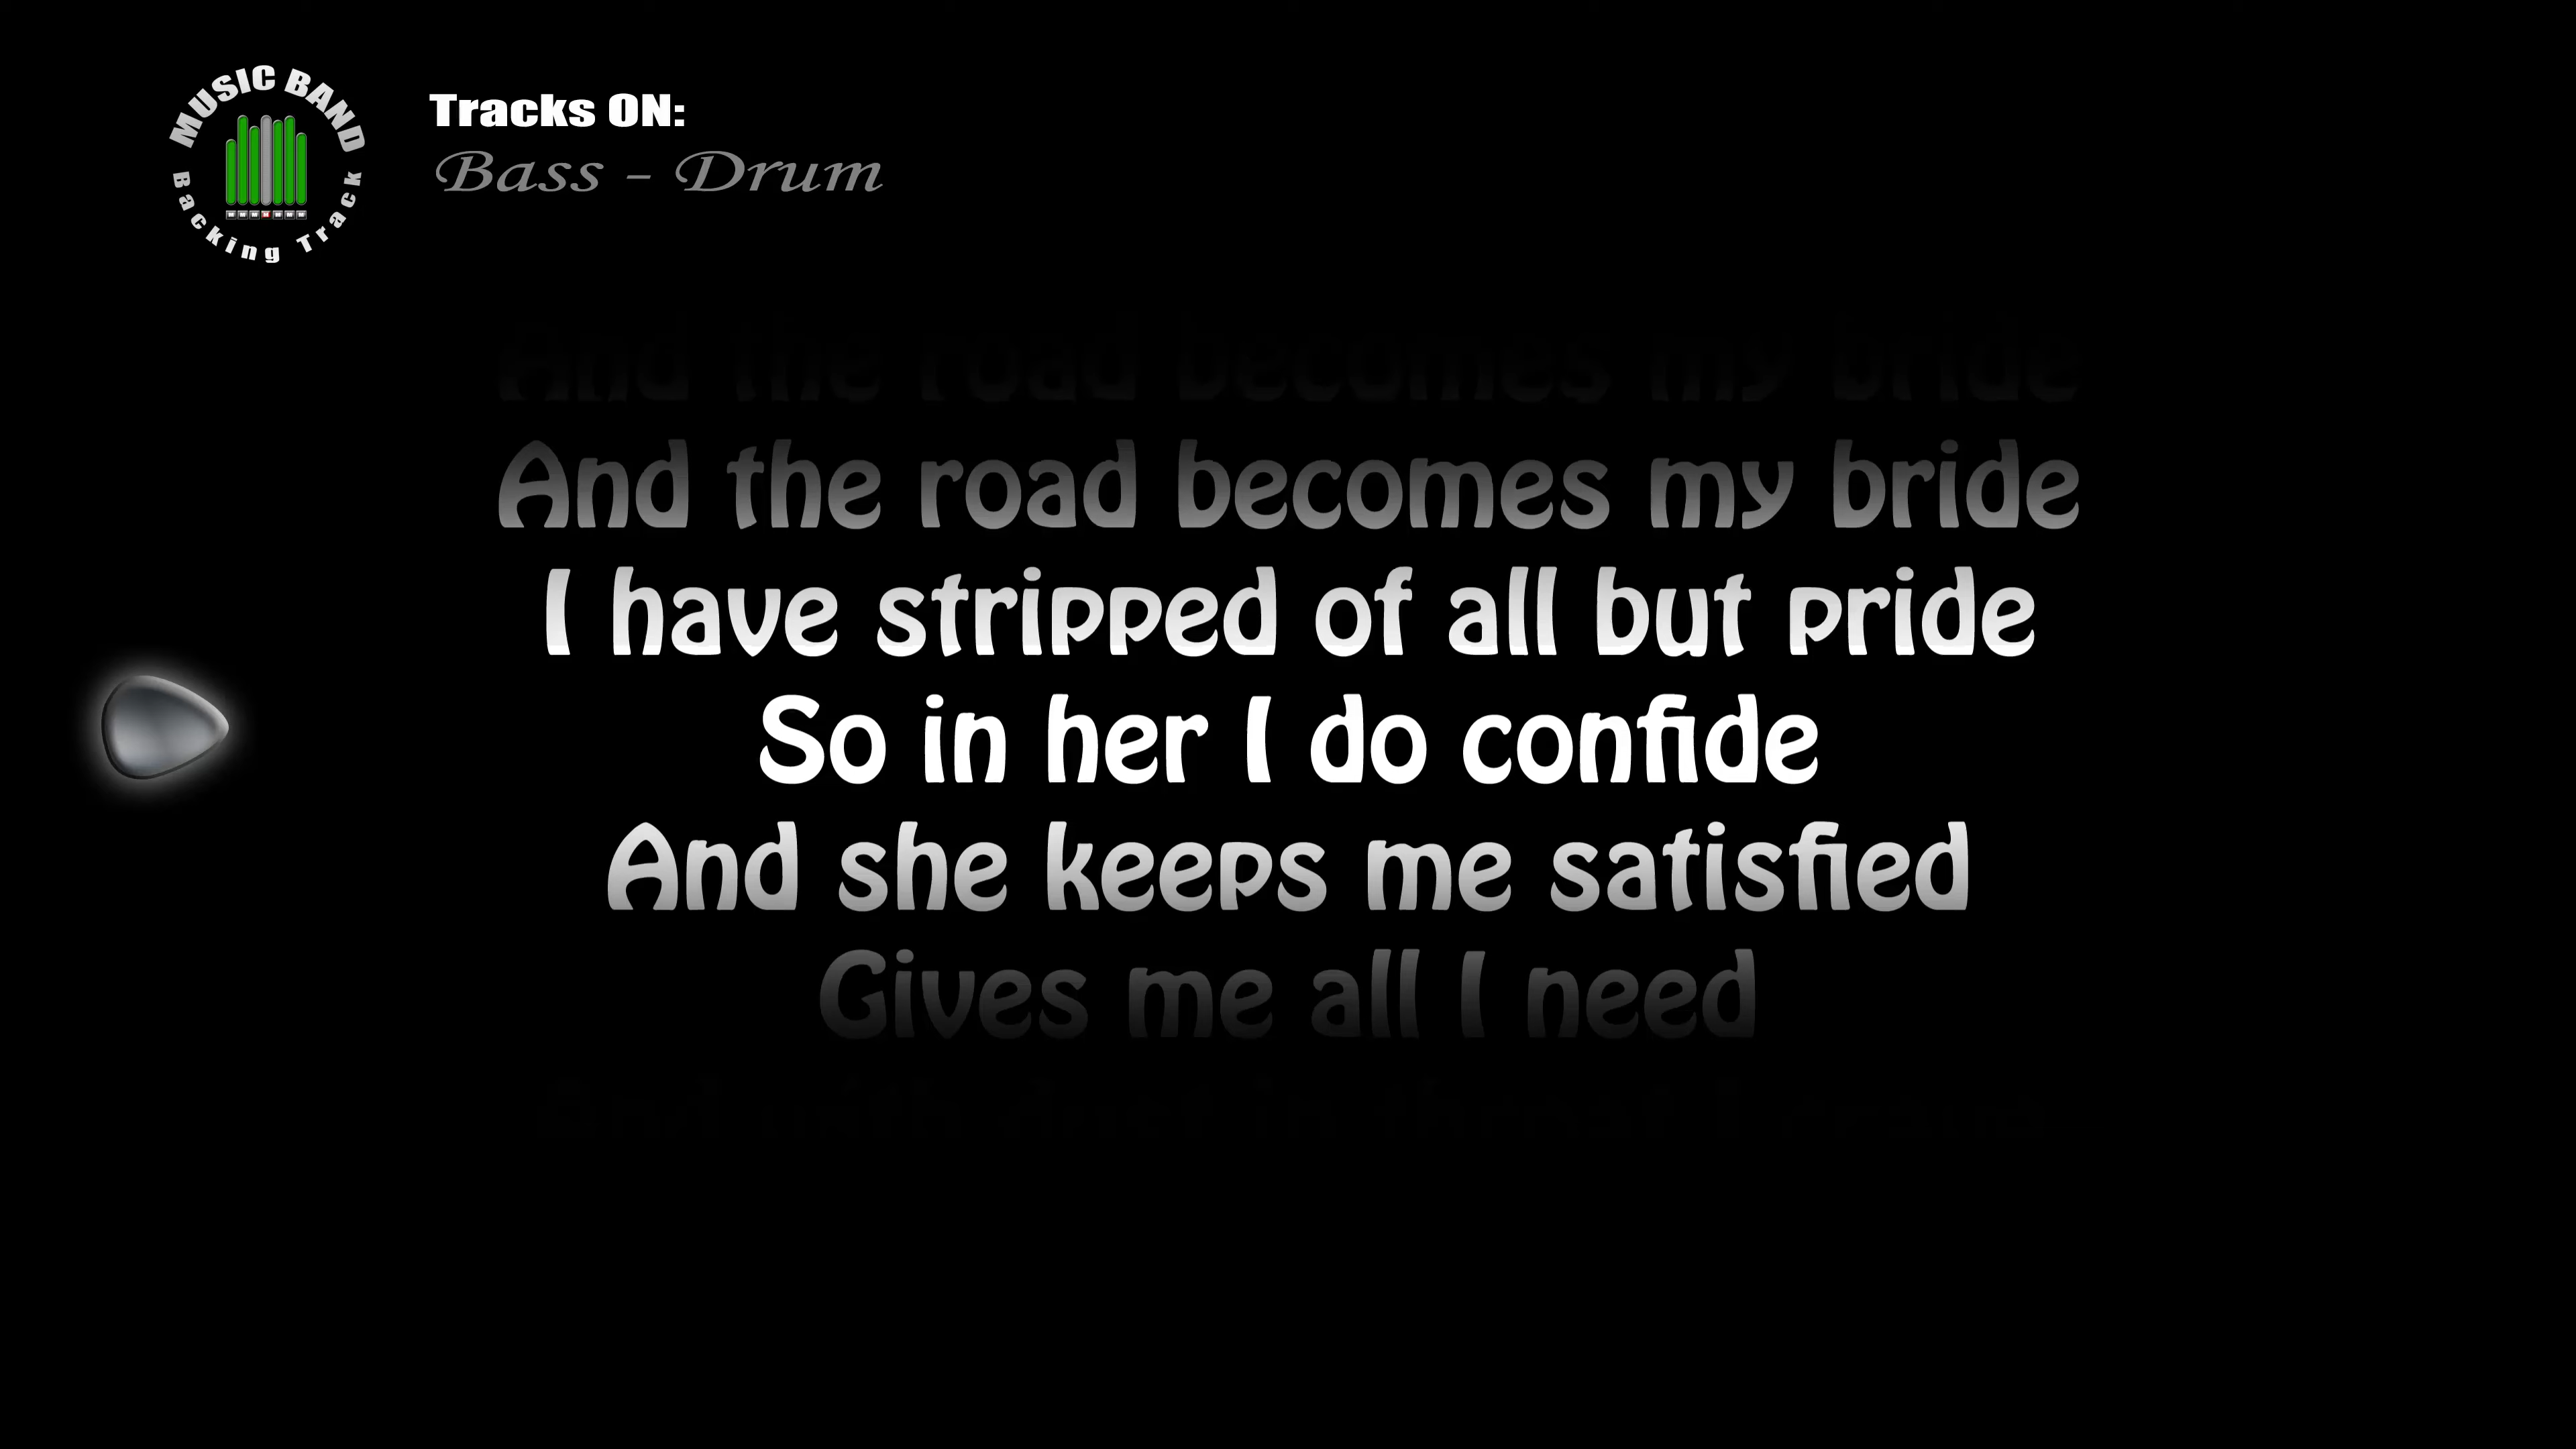 MUSIC BAND
Backing Track
Tracks ON:
Bass - Drum
And the road becomes my bride
And the road becomes my bride
I have stripped of all but pride
So in her I do confide
And she keeps me satisfied
Gives me all I need